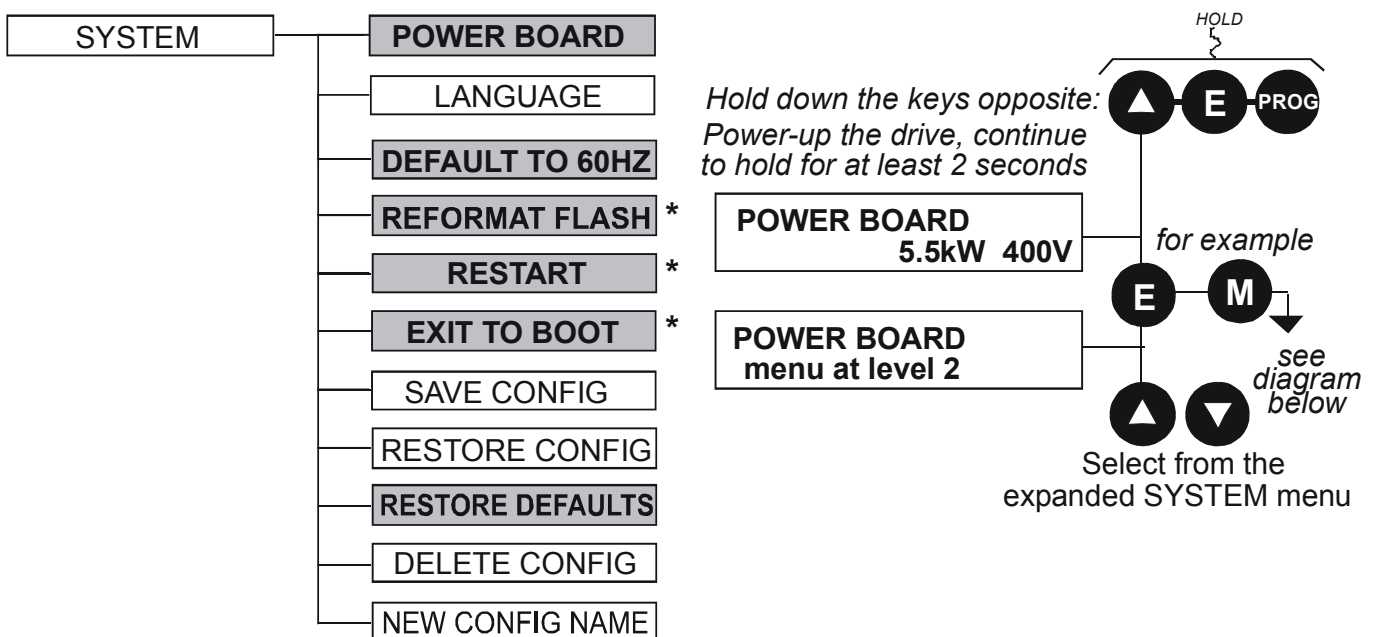 SYSTEM
POWER BOARD
LANGUAGE
DEFAULT TO 60HZ
REFORMAT FLASH *
RESTART *
EXIT TO BOOT *
SAVE CONFIG
RESTORE CONFIG
RESTORE DEFAULTS
DELETE CONFIG
NEW CONFIG NAME
HOLD
Hold down the keys opposite:
E PROG
Power-up the drive, continue
to hold for at least 2 seconds
POWER BOARD
5.5kW 400V
for example
E M
POWER BOARD
menu at level 2
see
diagram
below
Select from the
expanded SYSTEM menu